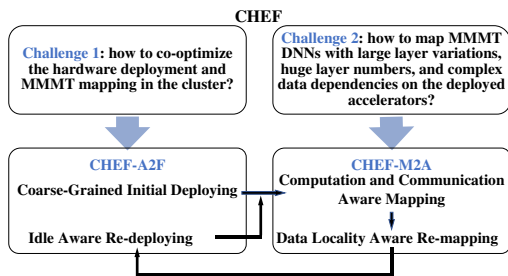 CHEF
Challenge 1: how to co-optimize
the hardware deployment and
MMMT mapping in the cluster?
Challenge 2: how to map MMMT
DNNs with large layer variations,
huge layer numbers, and complex
data dependencies on the deployed
accelerators?
CHEF-A2F
Coarse-Grained Initial Deploying
Idle Aware Re-deploying
CHEF-M2A
Computation and Communication
Aware Mapping
Data Locality Aware Re-mapping